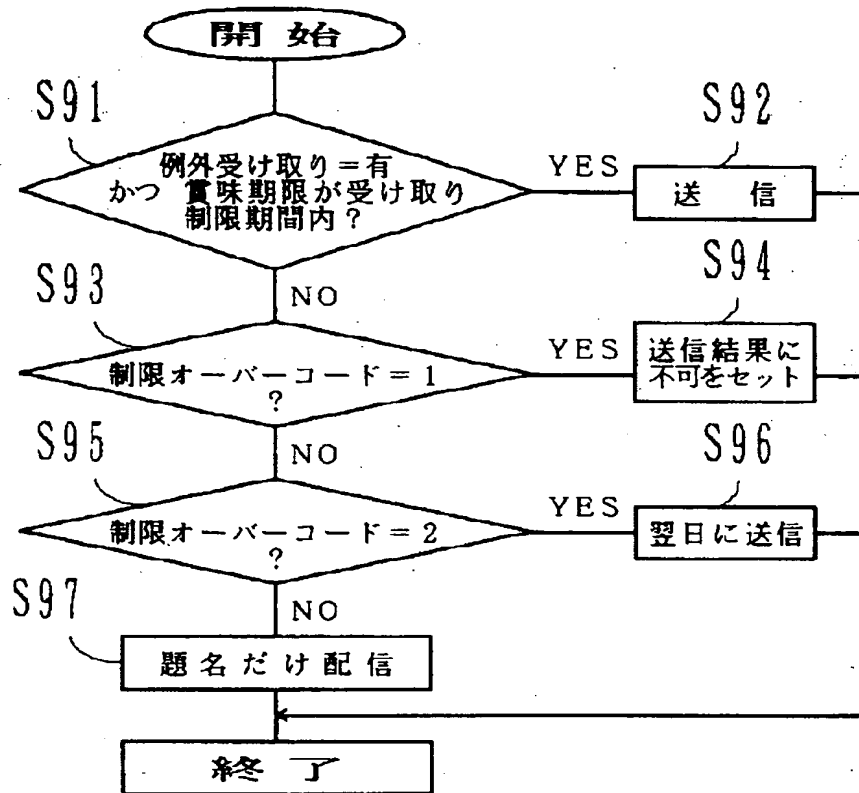 開始
S91
例外受け取り＝有
かつ 賞味期限が受け取り
制限期間内？
YES
S92
送信
NO
S93
制限オーバーコード＝1
？
YES
S94
送信結果に
不可をセット
NO
S95
制限オーバーコード＝2
？
YES
S96
翌日に送信
NO
S97
題名だけ配信
終了